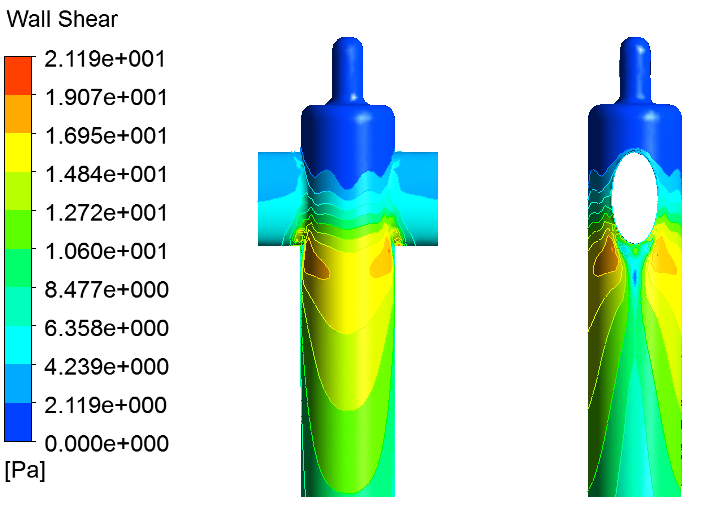 Wall Shear
2.119e+001
1.907e+001
1.695e+001
1.484e+001
1.272e+001
1.060e+001
8.477e+000
6.358e+000
4.239e+000
2.119e+000
0.000e+000
[Pa]